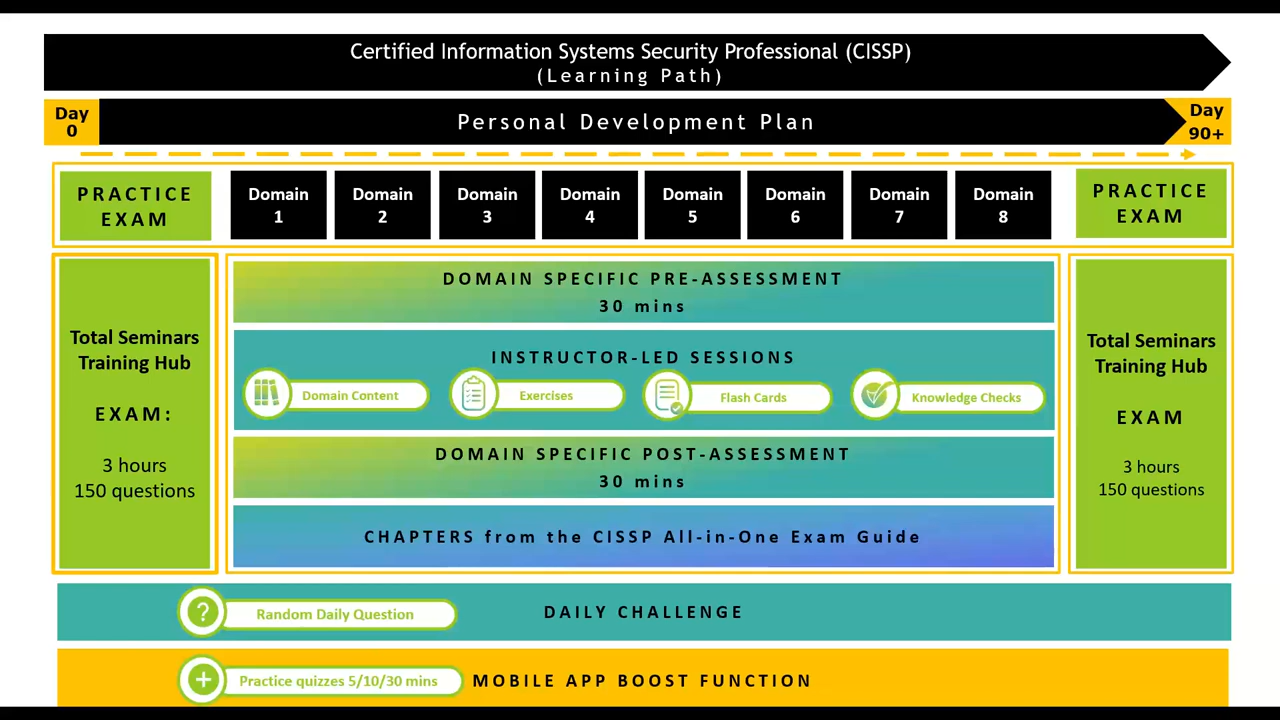 Certified Information Systems Security Professional (CISSP)
(Learning Path)
Day
0
Personal Development Plan
Day
90+
PRACTICE
EXAM
Domain
1
Domain
2
Domain
3
Domain
4
Domain
5
Domain
6
Domain
7
Domain
8
PRACTICE
EXAM
Total Seminars
Training Hub
EXAM:
3 hours
150 questions
DOMAIN SPECIFIC PRE-ASSESSMENT
30 mins
INSTRUCTOR-LED SESSIONS
Domain Content
Exercises
Flash Cards
Knowledge Checks
DOMAIN SPECIFIC POST-ASSESSMENT
30 mins
CHAPTERS from the CISSP All-in-One Exam Guide
Total Seminars
Training Hub
EXAM
3 hours
150 questions
? Random Daily Question
DAILY CHALLENGE
+ Practice quizzes 5/10/30 mins
MOBILE APP BOOST FUNCTION